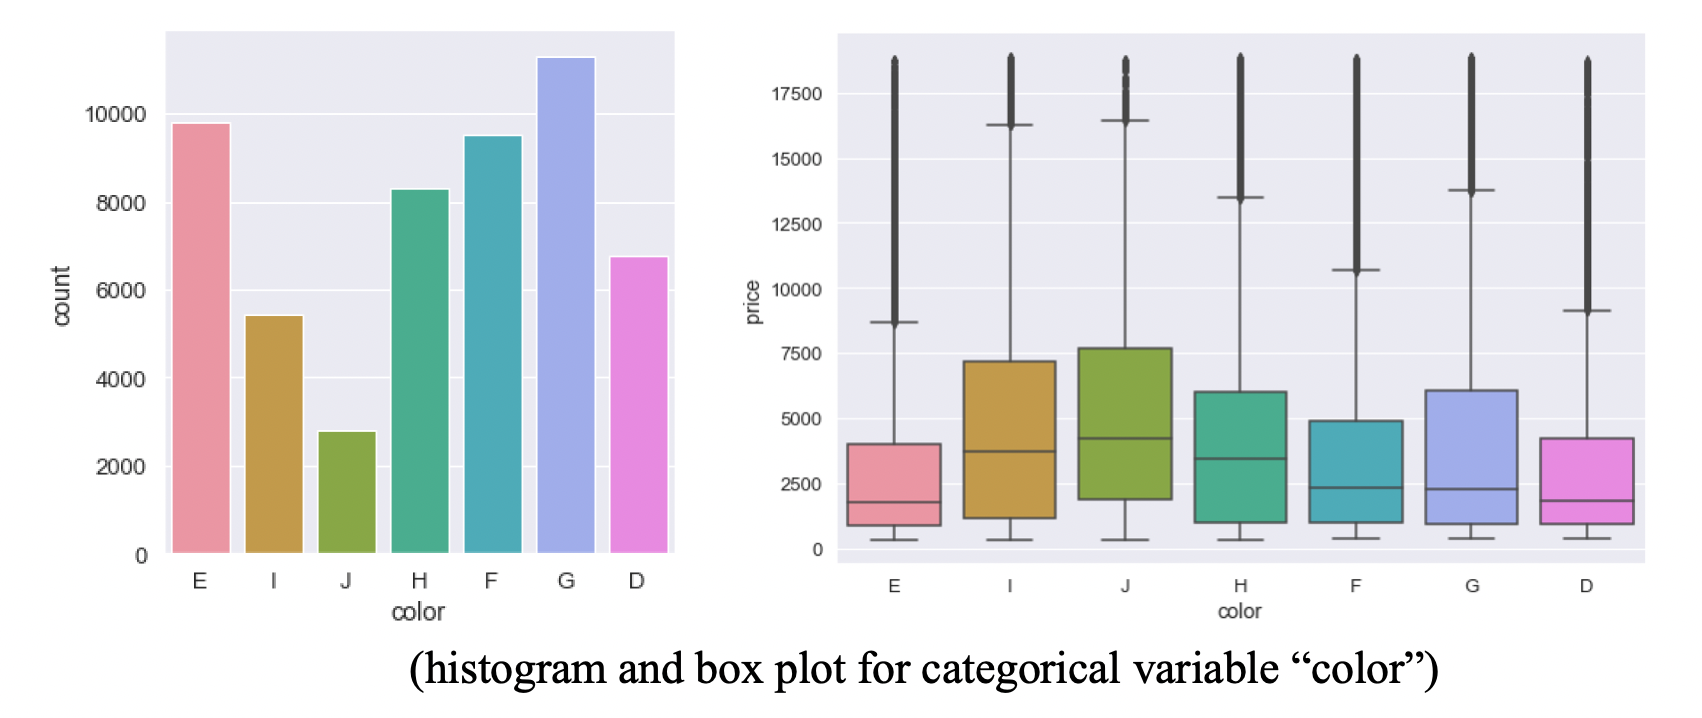 count
10000
8000
6000
4000
2000
0
E I J H F G D
color
price
17500
15000
12500
10000
7500
5000
2500
0
E I J H F G D
color
(histogram and box plot for categorical variable “color”)